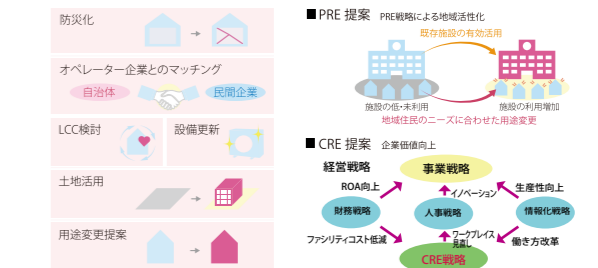 防災化
オペレーター企業とのマッチング
自治体
民間企業
LCC検討
設備更新
土地活用
用途変更提案
■PRE 提案 PRE戦略による地域活性化
既存施設の有効活用
施設の低・未利用
施設の利用増加
地域住民のニーズに合わせた用途変更
■CRE 提案 企業価値向上
経営戦略
事業戦略
ROA向上
イノベーション
生産性向上
財務戦略
人事戦略
情報化戦略
ファシリティコスト低減
ワークプレイス
見直し
働き方改革
CRE戦略